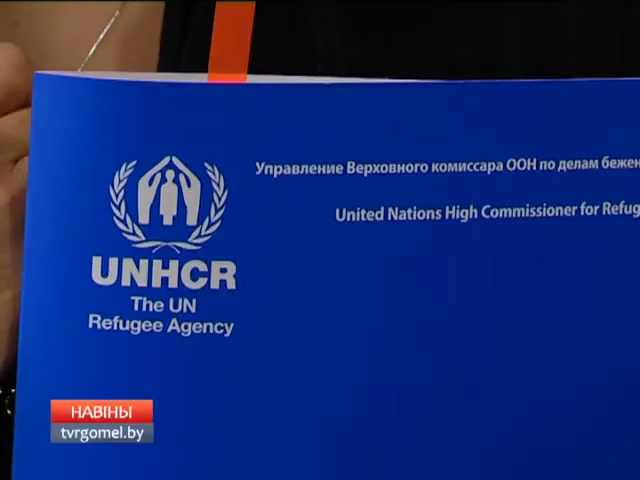 Управление Верховного комиссара ООН по делам бежен
United Nations High Commissioner for Refug
UNHCR
The UN
Refugee Agency
НАВІНЫ
tvrgomel.by